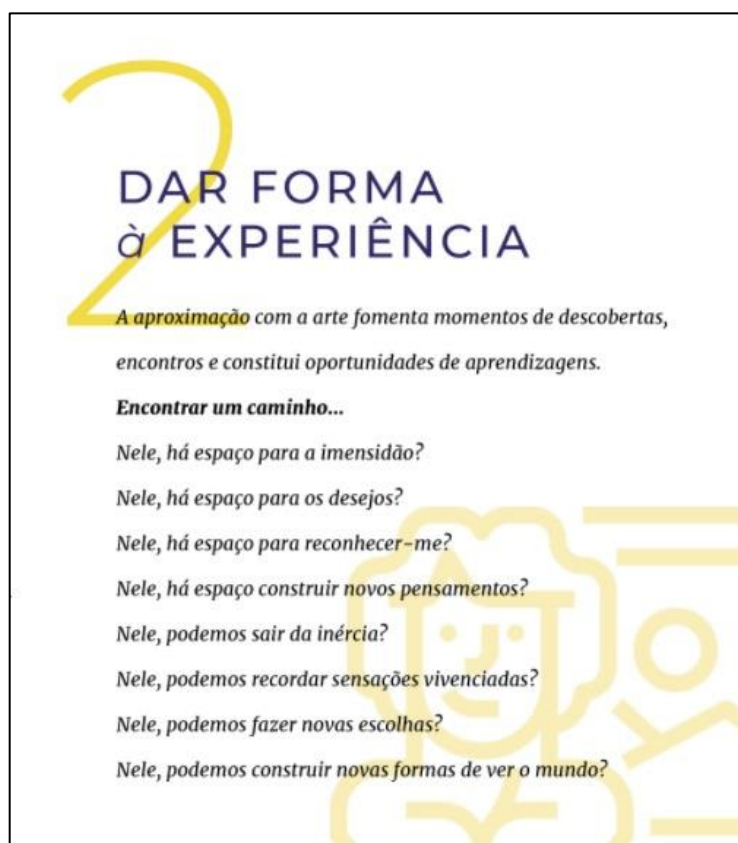 2
DAR FORMA
à EXPERIÊNCIA
A aproximação com a arte fomenta momentos de descobertas,
encontros e constitui oportunidades de aprendizagens.
Encontrar um caminho...
Nele, há espaço para a imensidão?
Nele, há espaço para os desejos?
Nele, há espaço para reconhecer-me?
Nele, há espaço construir novos pensamentos?
Nele, podemos sair da inércia?
Nele, podemos recordar sensações vivenciadas?
Nele, podemos fazer novas escolhas?
Nele, podemos construir novas formas de ver o mundo?